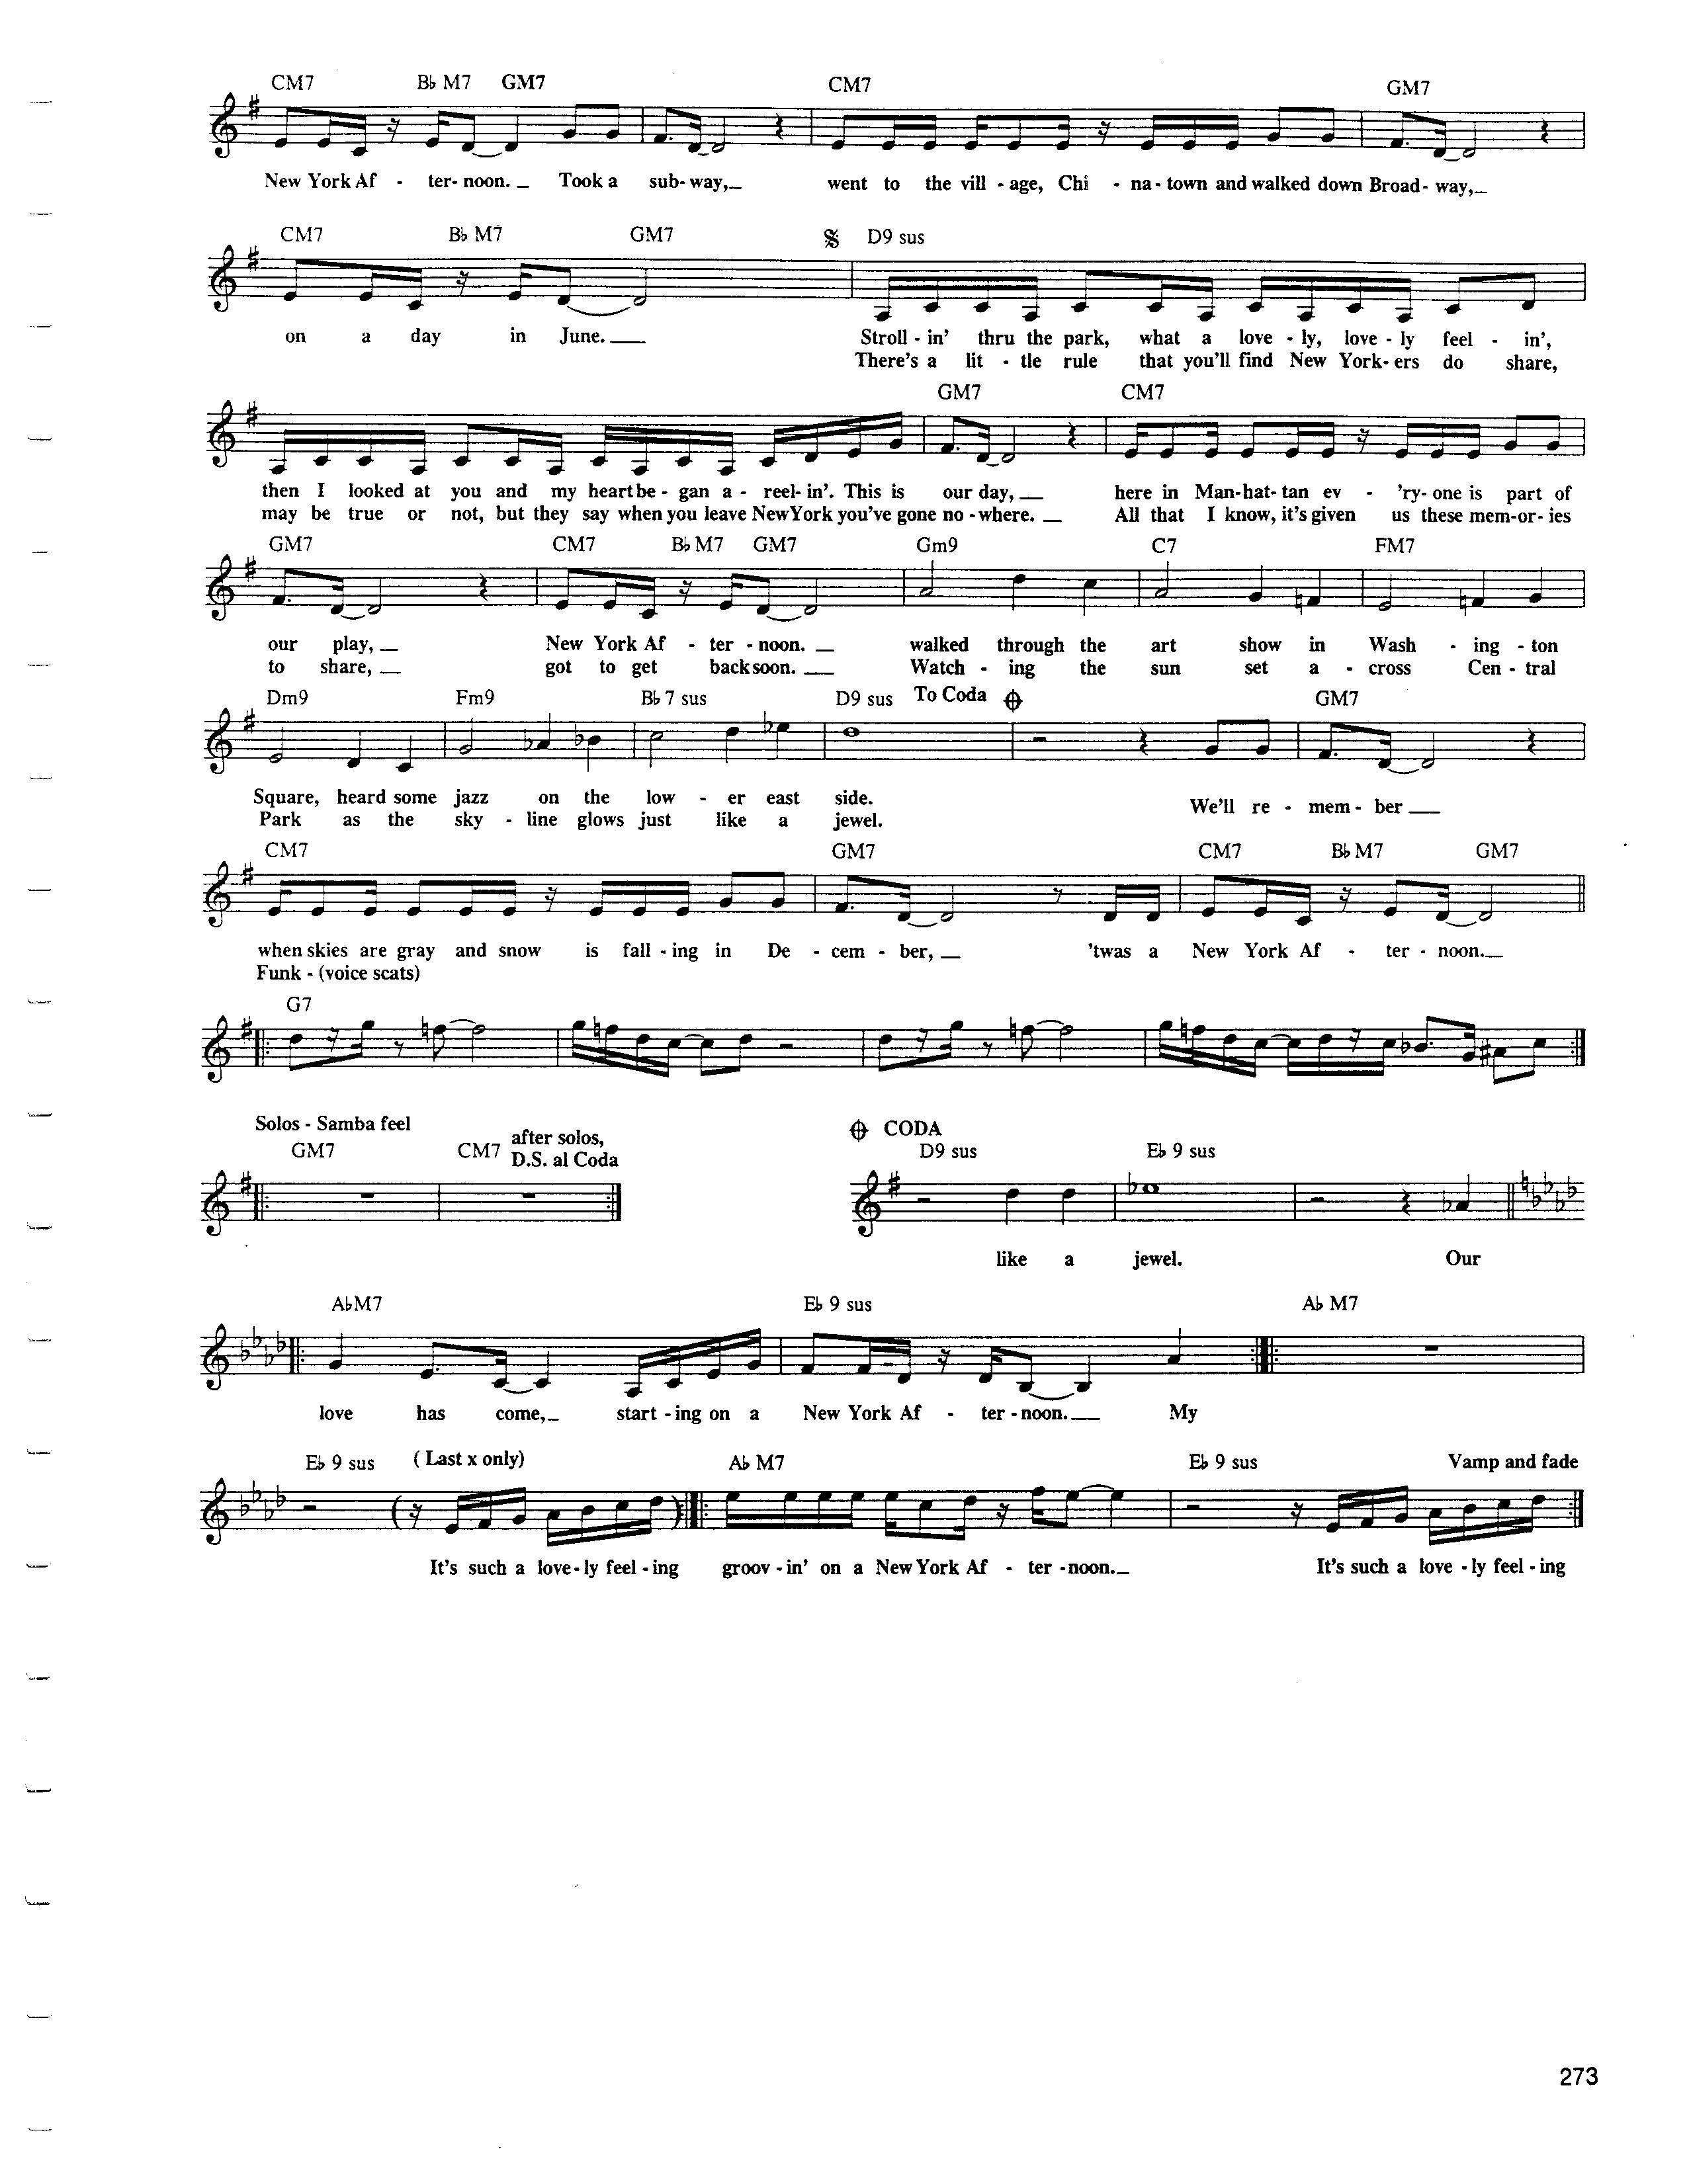 CM7 B♭ M7 GM7 CM7 GM7
New York Af - ter- noon. Took a sub- way, went to the vill - age, Chi - na - town and walked down Broad- way,
CM7 B♭ M7 GM7 D9 sus
on a day in June. Stroll - in' thru the park, what a love - ly, love - ly feel - in',
There's a lit - tle rule that you'll find New York- ers do share,
GM7 CM7
then I looked at you and my heart be - gan a - reel- in'. This is our day, here in Man-hat- tan ev - 'ry- one is part of
may be true or not, but they say when you leave New York you've gone no - where. All that I know, it's given us these mem-or- ies
GM7 CM7 B♭ M7 GM7 Gm9 C7 FM7
our play, New York Af - ter - noon. walked through the art show in Wash - ing - ton
to share, got to get back soon. Watch - ing the sun set a - cross Cen - tral
Dm9 Fm9 B♭ 7 sus D9 sus To Coda GM7
Square, heard some jazz on the low - er east side. We'll re - mem - ber
Park as the sky - line glows just like a jewel.
CM7 GM7 CM7 B♭ M7 GM7
when skies are gray and snow is fall - ing in De - cem - ber, 'twas a New York Af - ter - noon.
Funk - (voice scats)
G7
Solos - Samba feel
GM7 CM7 after solos,
D.S. al Coda
CODA
D9 sus E♭ 9 sus
like a jewel. Our
A♭M7 E♭ 9 sus A♭ M7
love has come, start - ing on a New York Af - ter - noon. My
E♭ 9 sus ( Last x only) A♭ M7 E♭ 9 sus Vamp and fade
It's such a love - ly feel - ing groov - in' on a New York Af - ter - noon. It's such a love - ly feel - ing
273